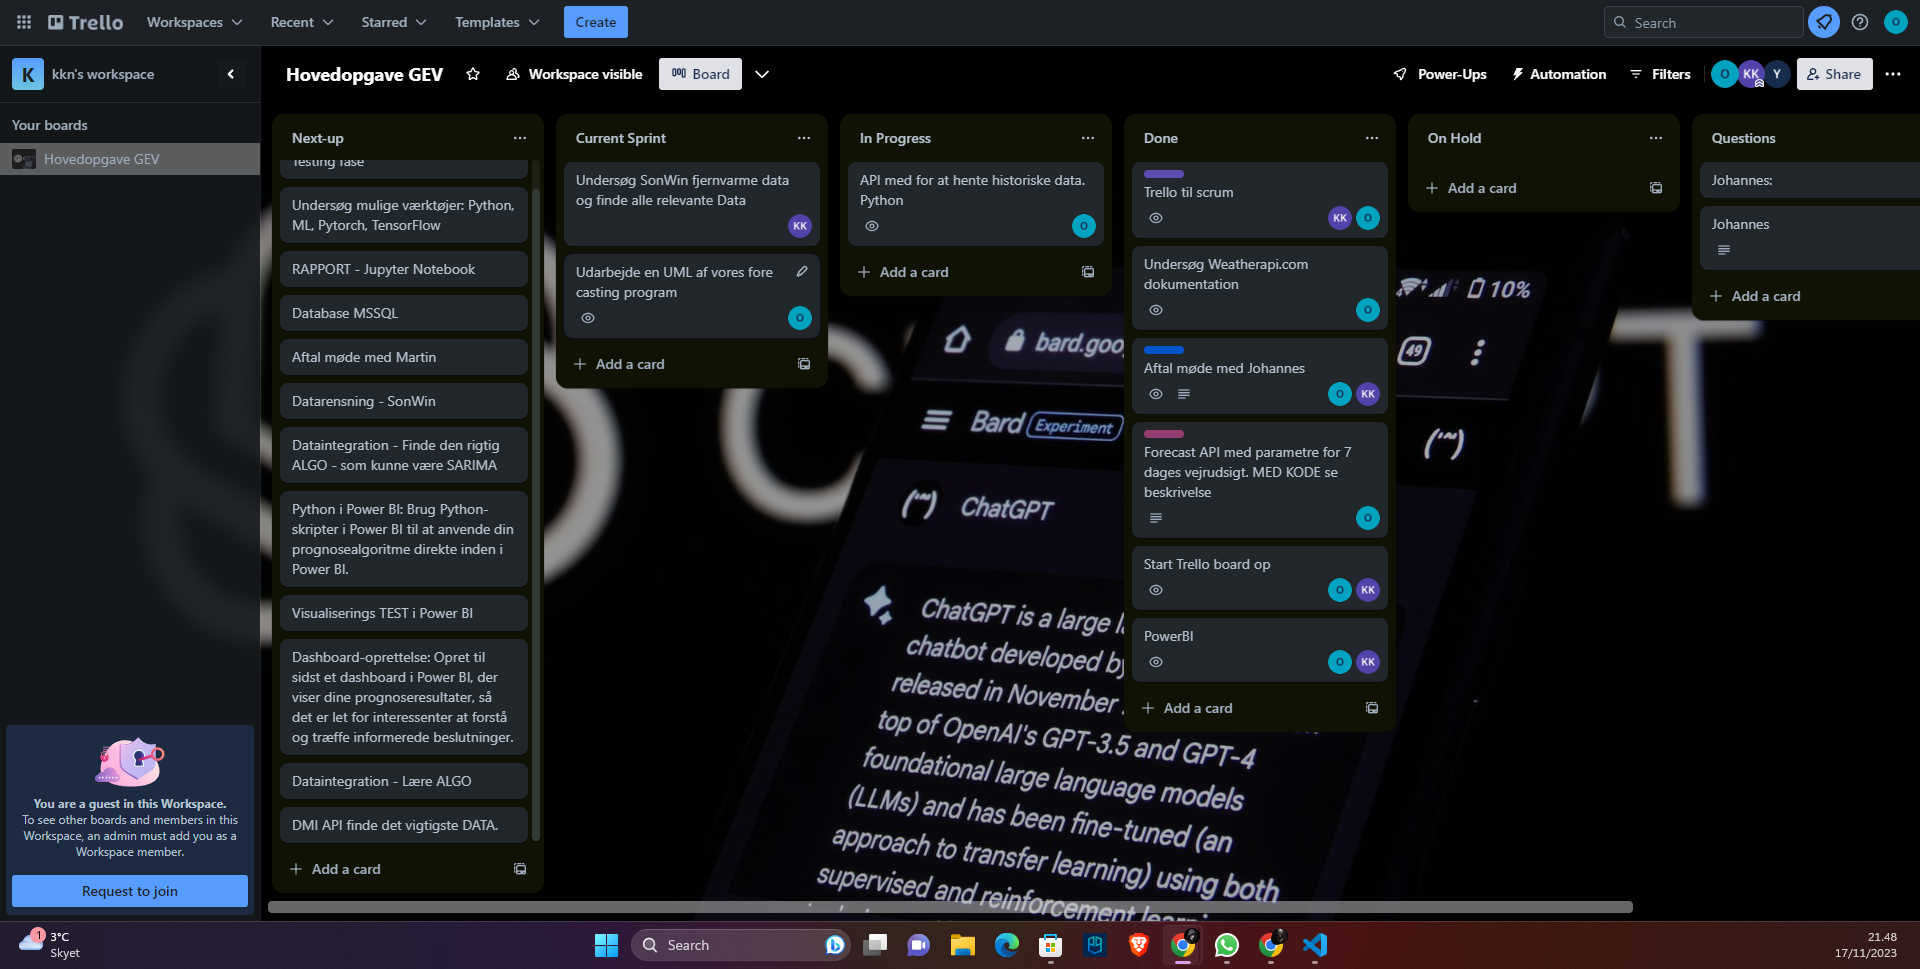 Trello
Workspaces
Recent
Starred
Templates
Create
Search
O
K
kkn's workspace
Hovedopgave GEV
Workspace visible
Board
Power-Ups
Automation
Filters
O
KK
Y
Share
Your boards
Hovedopgave GEV
Next-up
Testing fase
Undersøg mulige værktøjer: Python,
ML, Pytorch, TensorFlow
RAPPORT - Jupyter Notebook
Database MSSQL
Aftal møde med Martin
Datarensning - SonWin
Dataintegration - Finde den rigtig
ALGO - som kunne være SARIMA
Python i Power BI: Brug Python-
skripter i Power BI til at anvende din
prognosealgoritme direkte inden i
Power BI.
Visualiserings TEST i Power BI
Dashboard-oprettelse: Opret til
sidst et dashboard i Power BI, der
viser dine prognoseresultater, så
det er let for interessenter at forstå
og træffe informerede beslutninger.
Dataintegration - Lære ALGO
DMI API finde det vigtigste DATA.
Add a card
Current Sprint
Undersøg SonWin fjernvarme data
og finde alle relevante Data
KK
Udarbejde en UML af vores fore
casting program
O
Add a card
In Progress
API med for at hente historiske data.
Python
O
Add a card
Done
Trello til scrum
KK
O
Undersøg Weatherapi.com
dokumentation
O
Aftal møde med Johannes
O
KK
Forecast API med parametre for 7
dages vejrudsigt. MED KODE se
beskrivelse
O
Start Trello board op
O
KK
PowerBI
O
KK
Add a card
On Hold
Add a card
Questions
Johannes:
Johannes
Add a card
10%
bard.goo
49
Bard
Experiment
ChatGPT
ChatGPT is a large
chatbot developed by
released in November
top of OpenAI's GPT-3.5 and GPT-4
foundational large language models
(LLMs) and has been fine-tuned (an
approach to transfer learning) using both
supervised and reinforcement
You are a guest in this Workspace.
To see other boards and members in this
Workspace, an admin must add you as a
Workspace member.
Request to join
1
3°C
Skyet
Search
21.48
17/11/2023